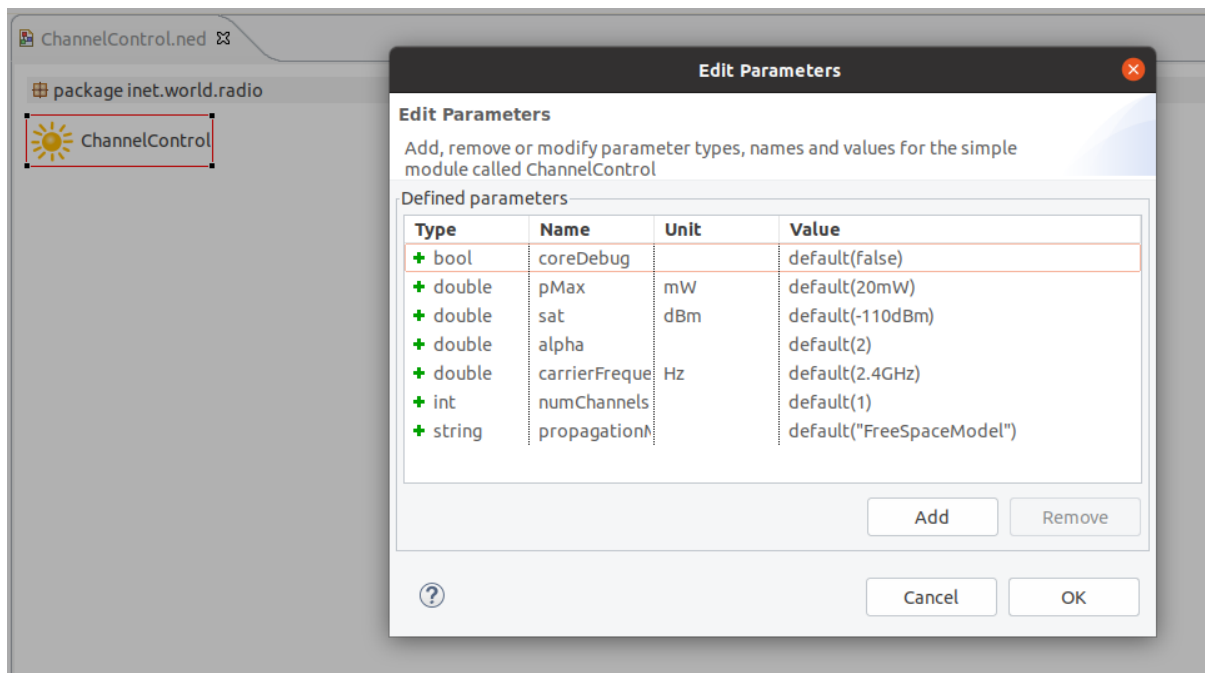 ChannelControl.ned
package inet.world.radio
ChannelControl
Edit Parameters
Edit Parameters
Add, remove or modify parameter types, names and values for the simple
module called ChannelControl
Defined parameters
Type Name Unit Value
bool coreDebug default(false)
double pMax mW default(20mW)
double sat dBm default(-110dBm)
double alpha default(2)
double carrierFreque Hz default(2.4GHz)
int numChannels default(1)
string propagationM default("FreeSpaceModel")
Add Remove
? Cancel OK